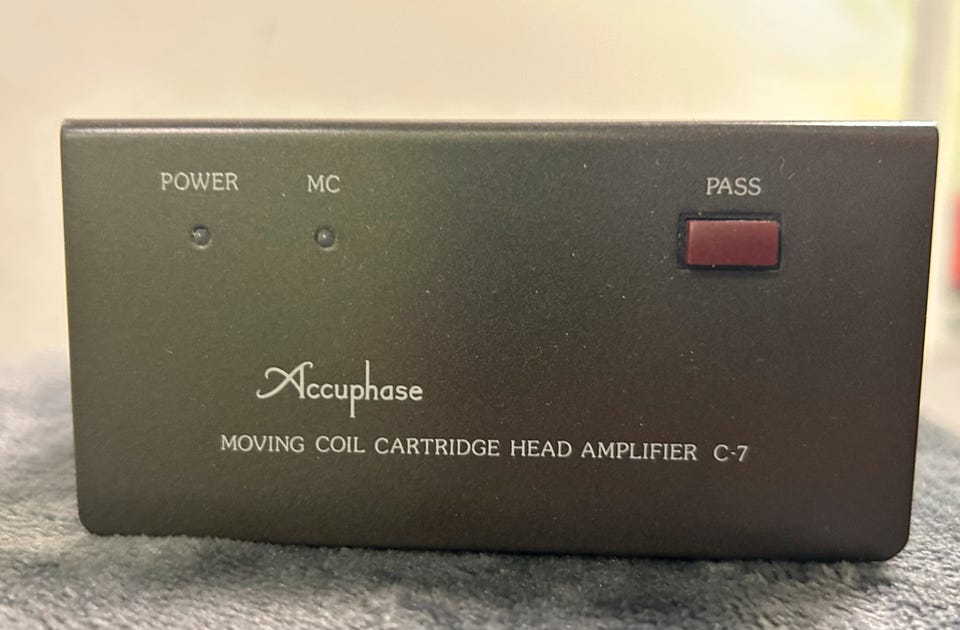 POWER MC PASS
Accuphase
MOVING COIL CARTRIDGE HEAD AMPLIFIER C-7